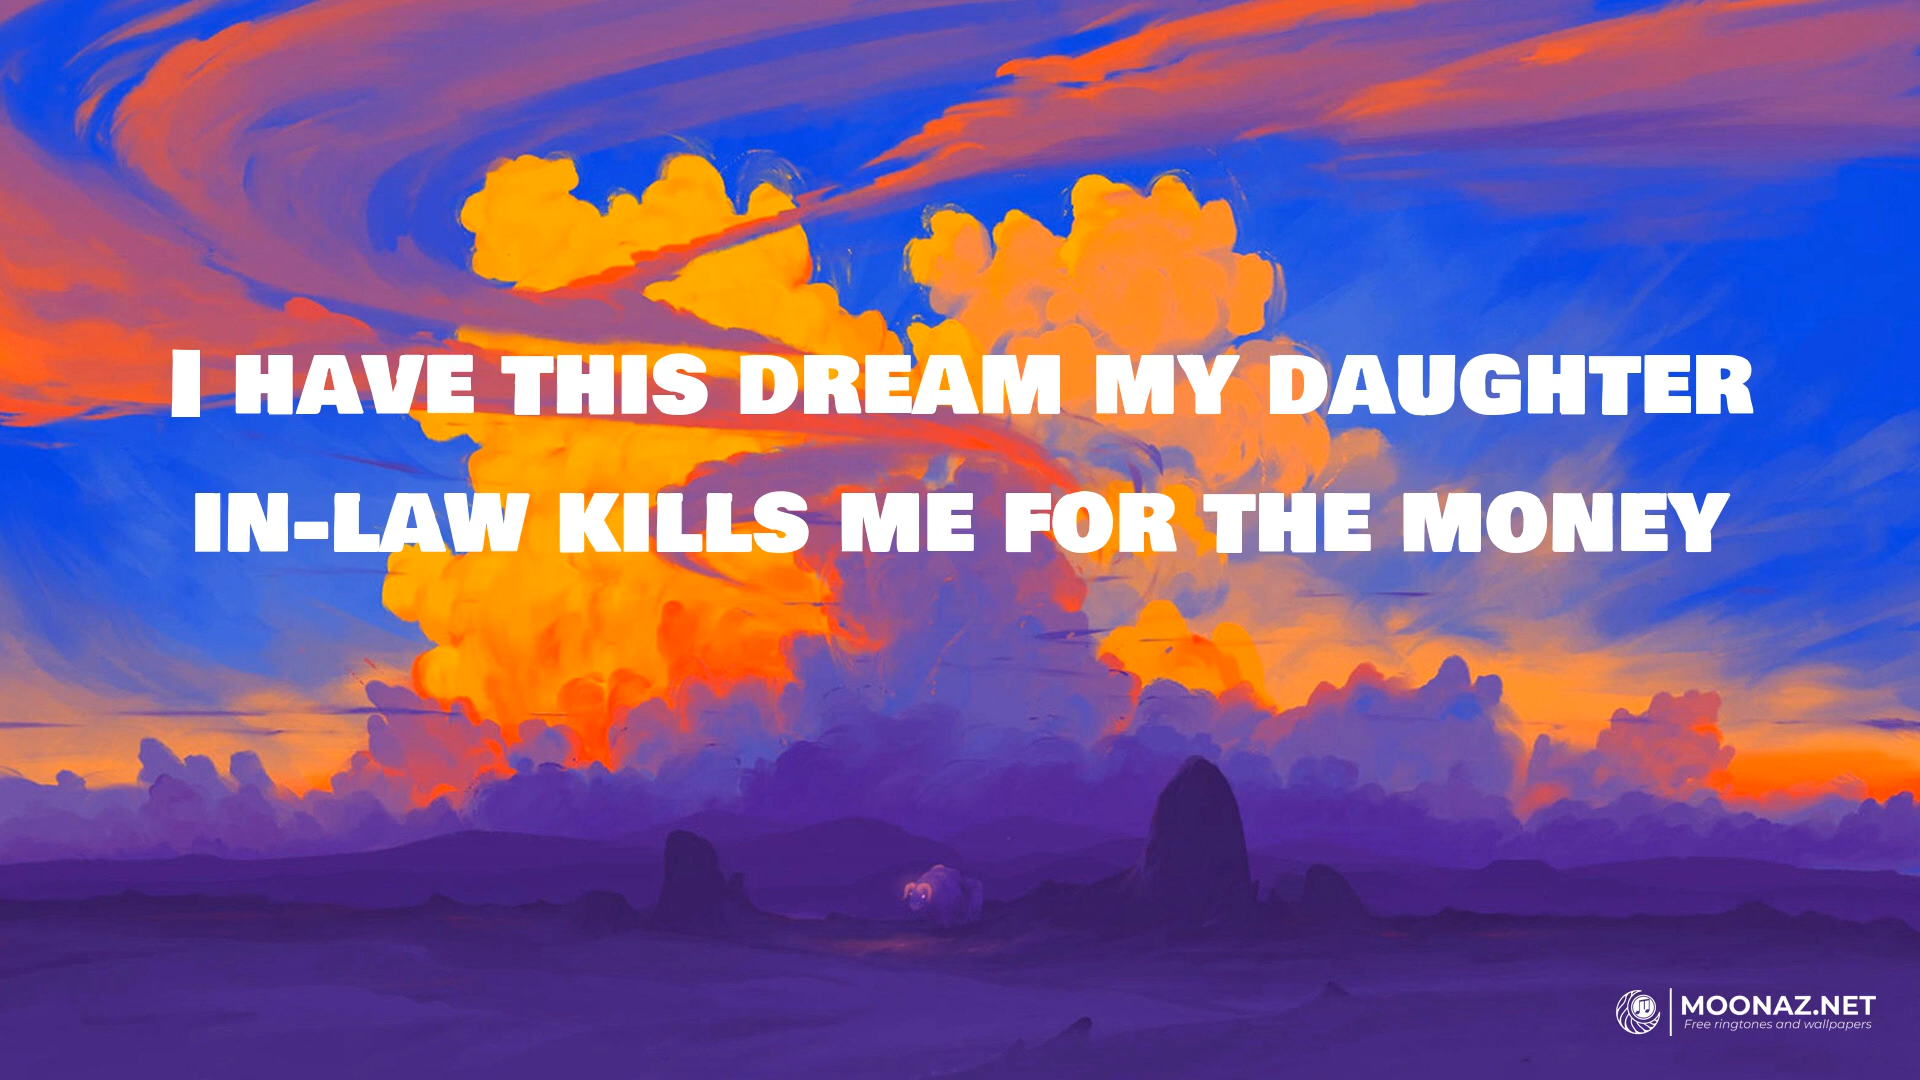 I HAVE THIS DREAM MY DAUGHTER
IN-LAW KILLS ME FOR THE MONEY
MOONAZ.NET
Free ringtones and wallpapers